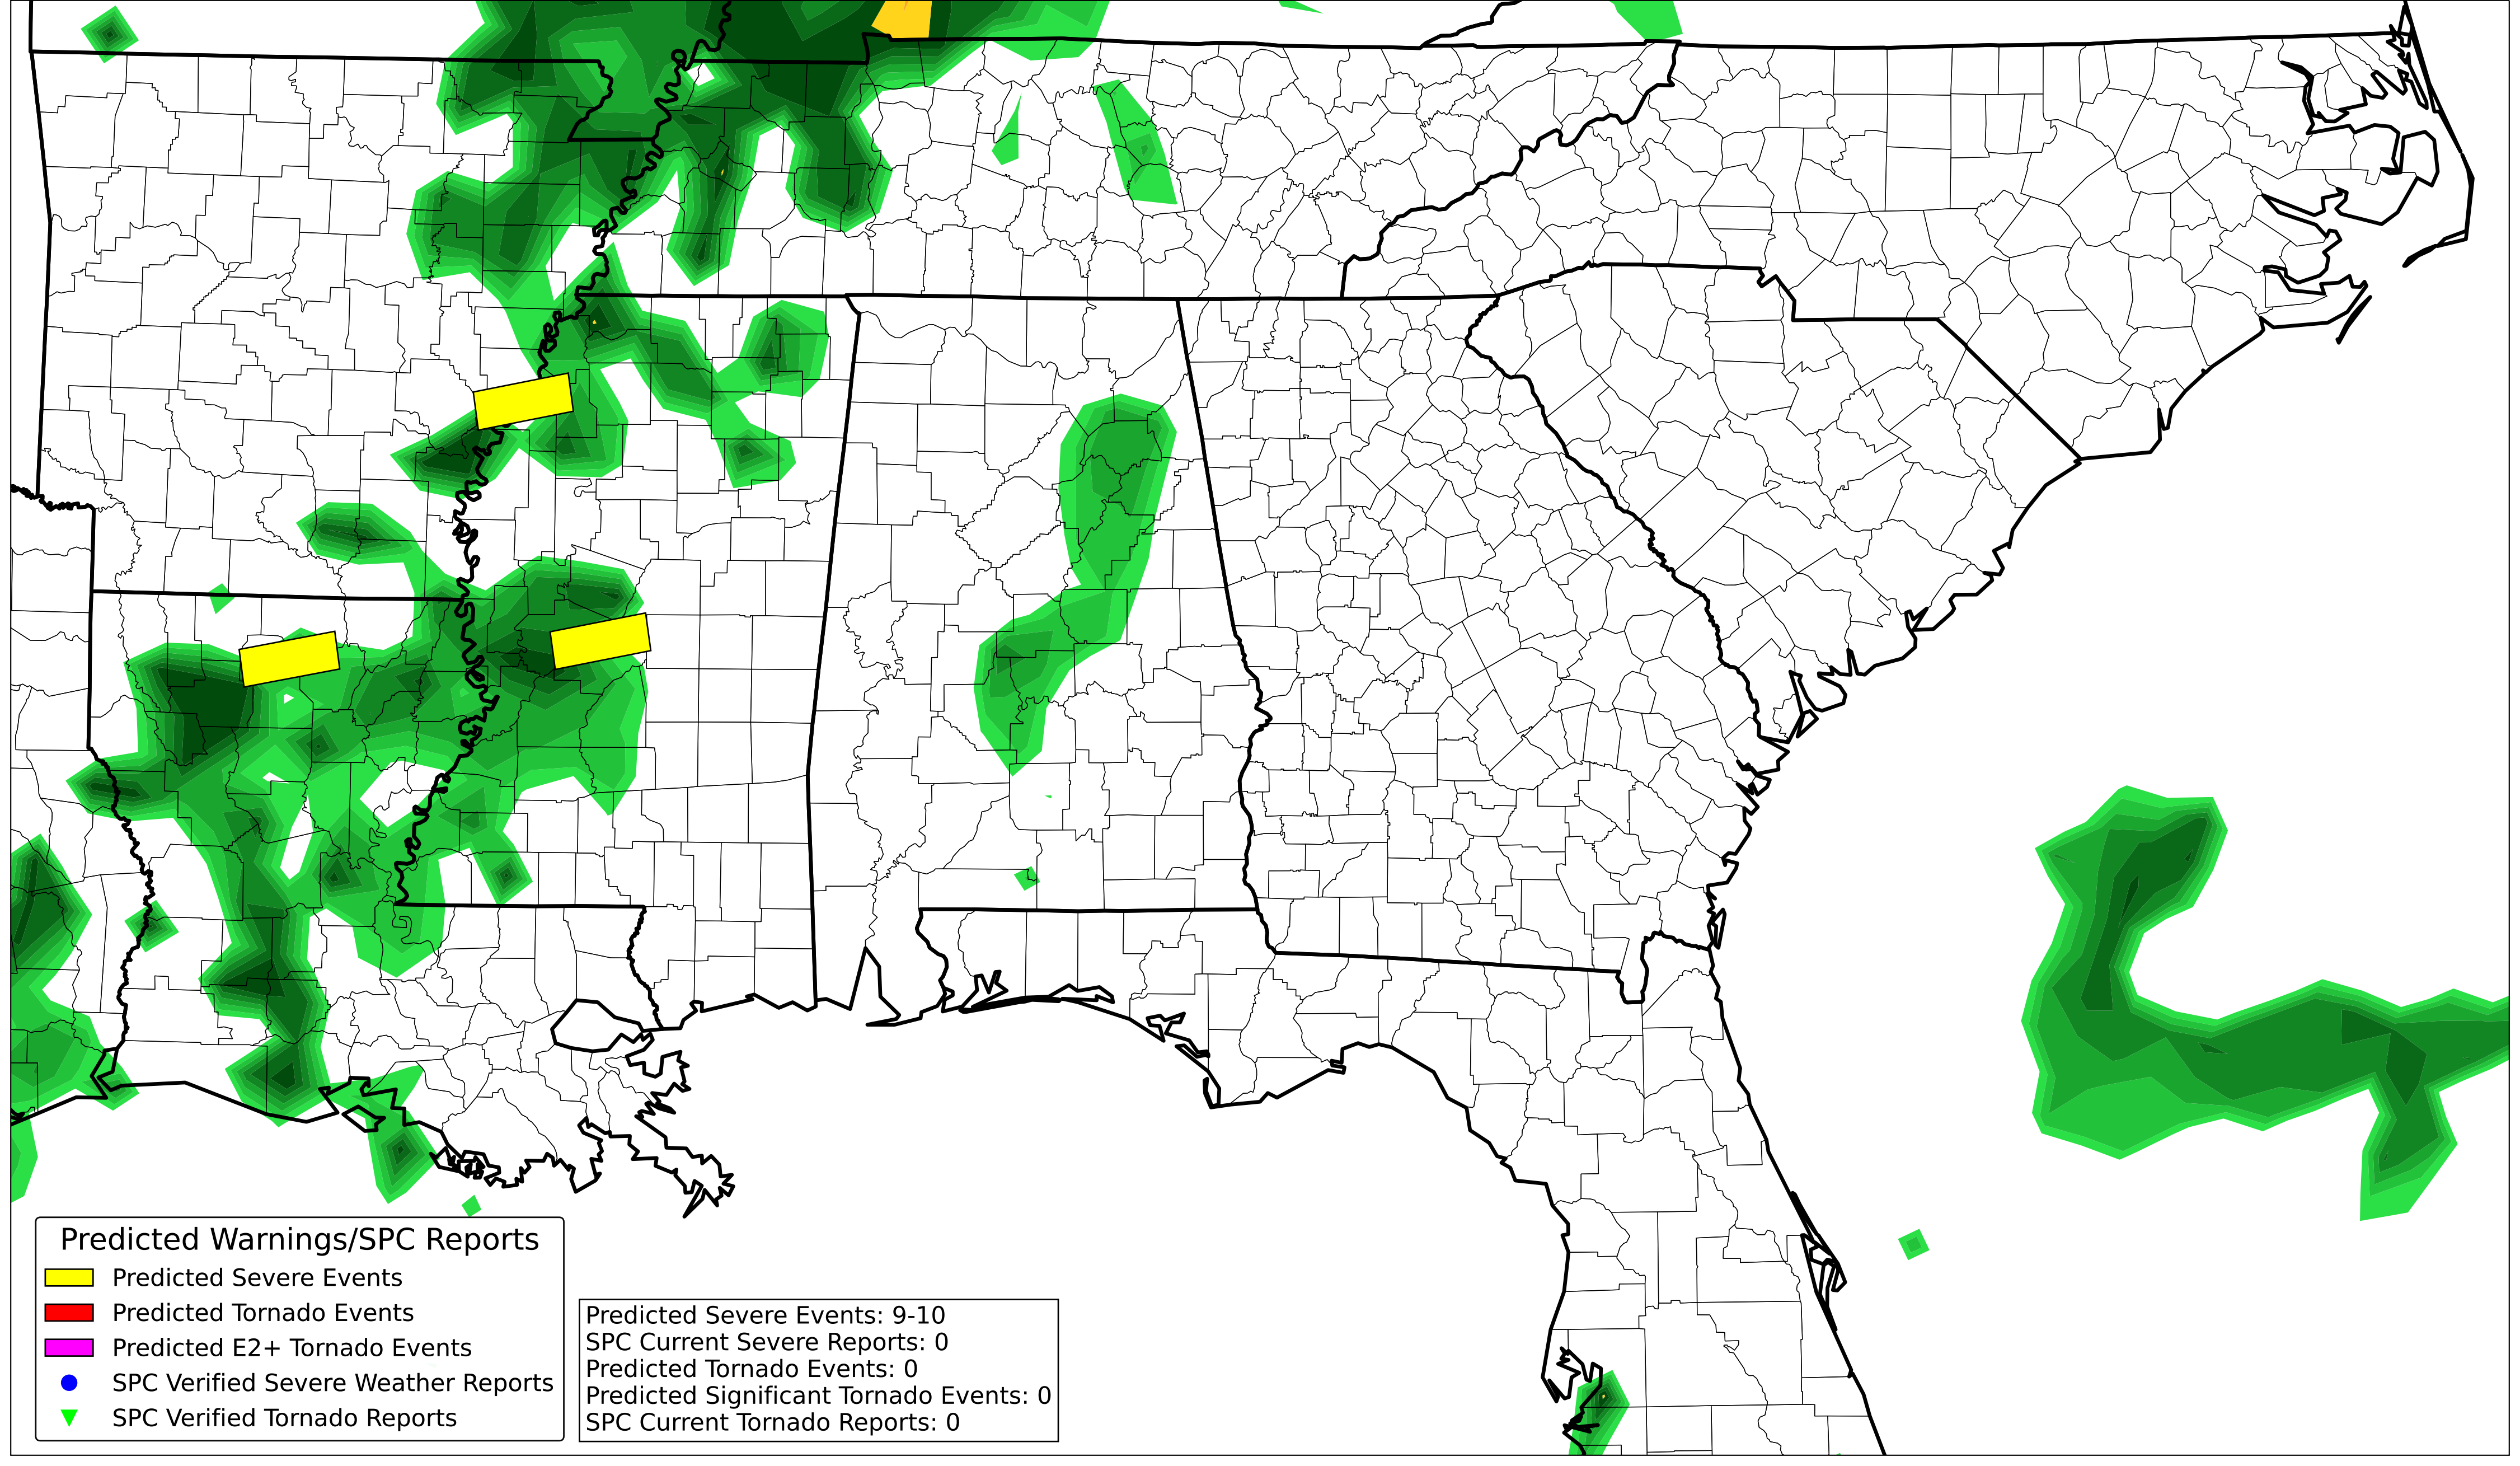 Predicted Warnings/SPC Reports
Predicted Severe Events
Predicted Tornado Events
Predicted E2+ Tornado Events
SPC Verified Severe Weather Reports
SPC Verified Tornado Reports
Predicted Severe Events: 9-10
SPC Current Severe Reports: 0
Predicted Tornado Events: 0
Predicted Significant Tornado Events: 0
SPC Current Tornado Reports: 0